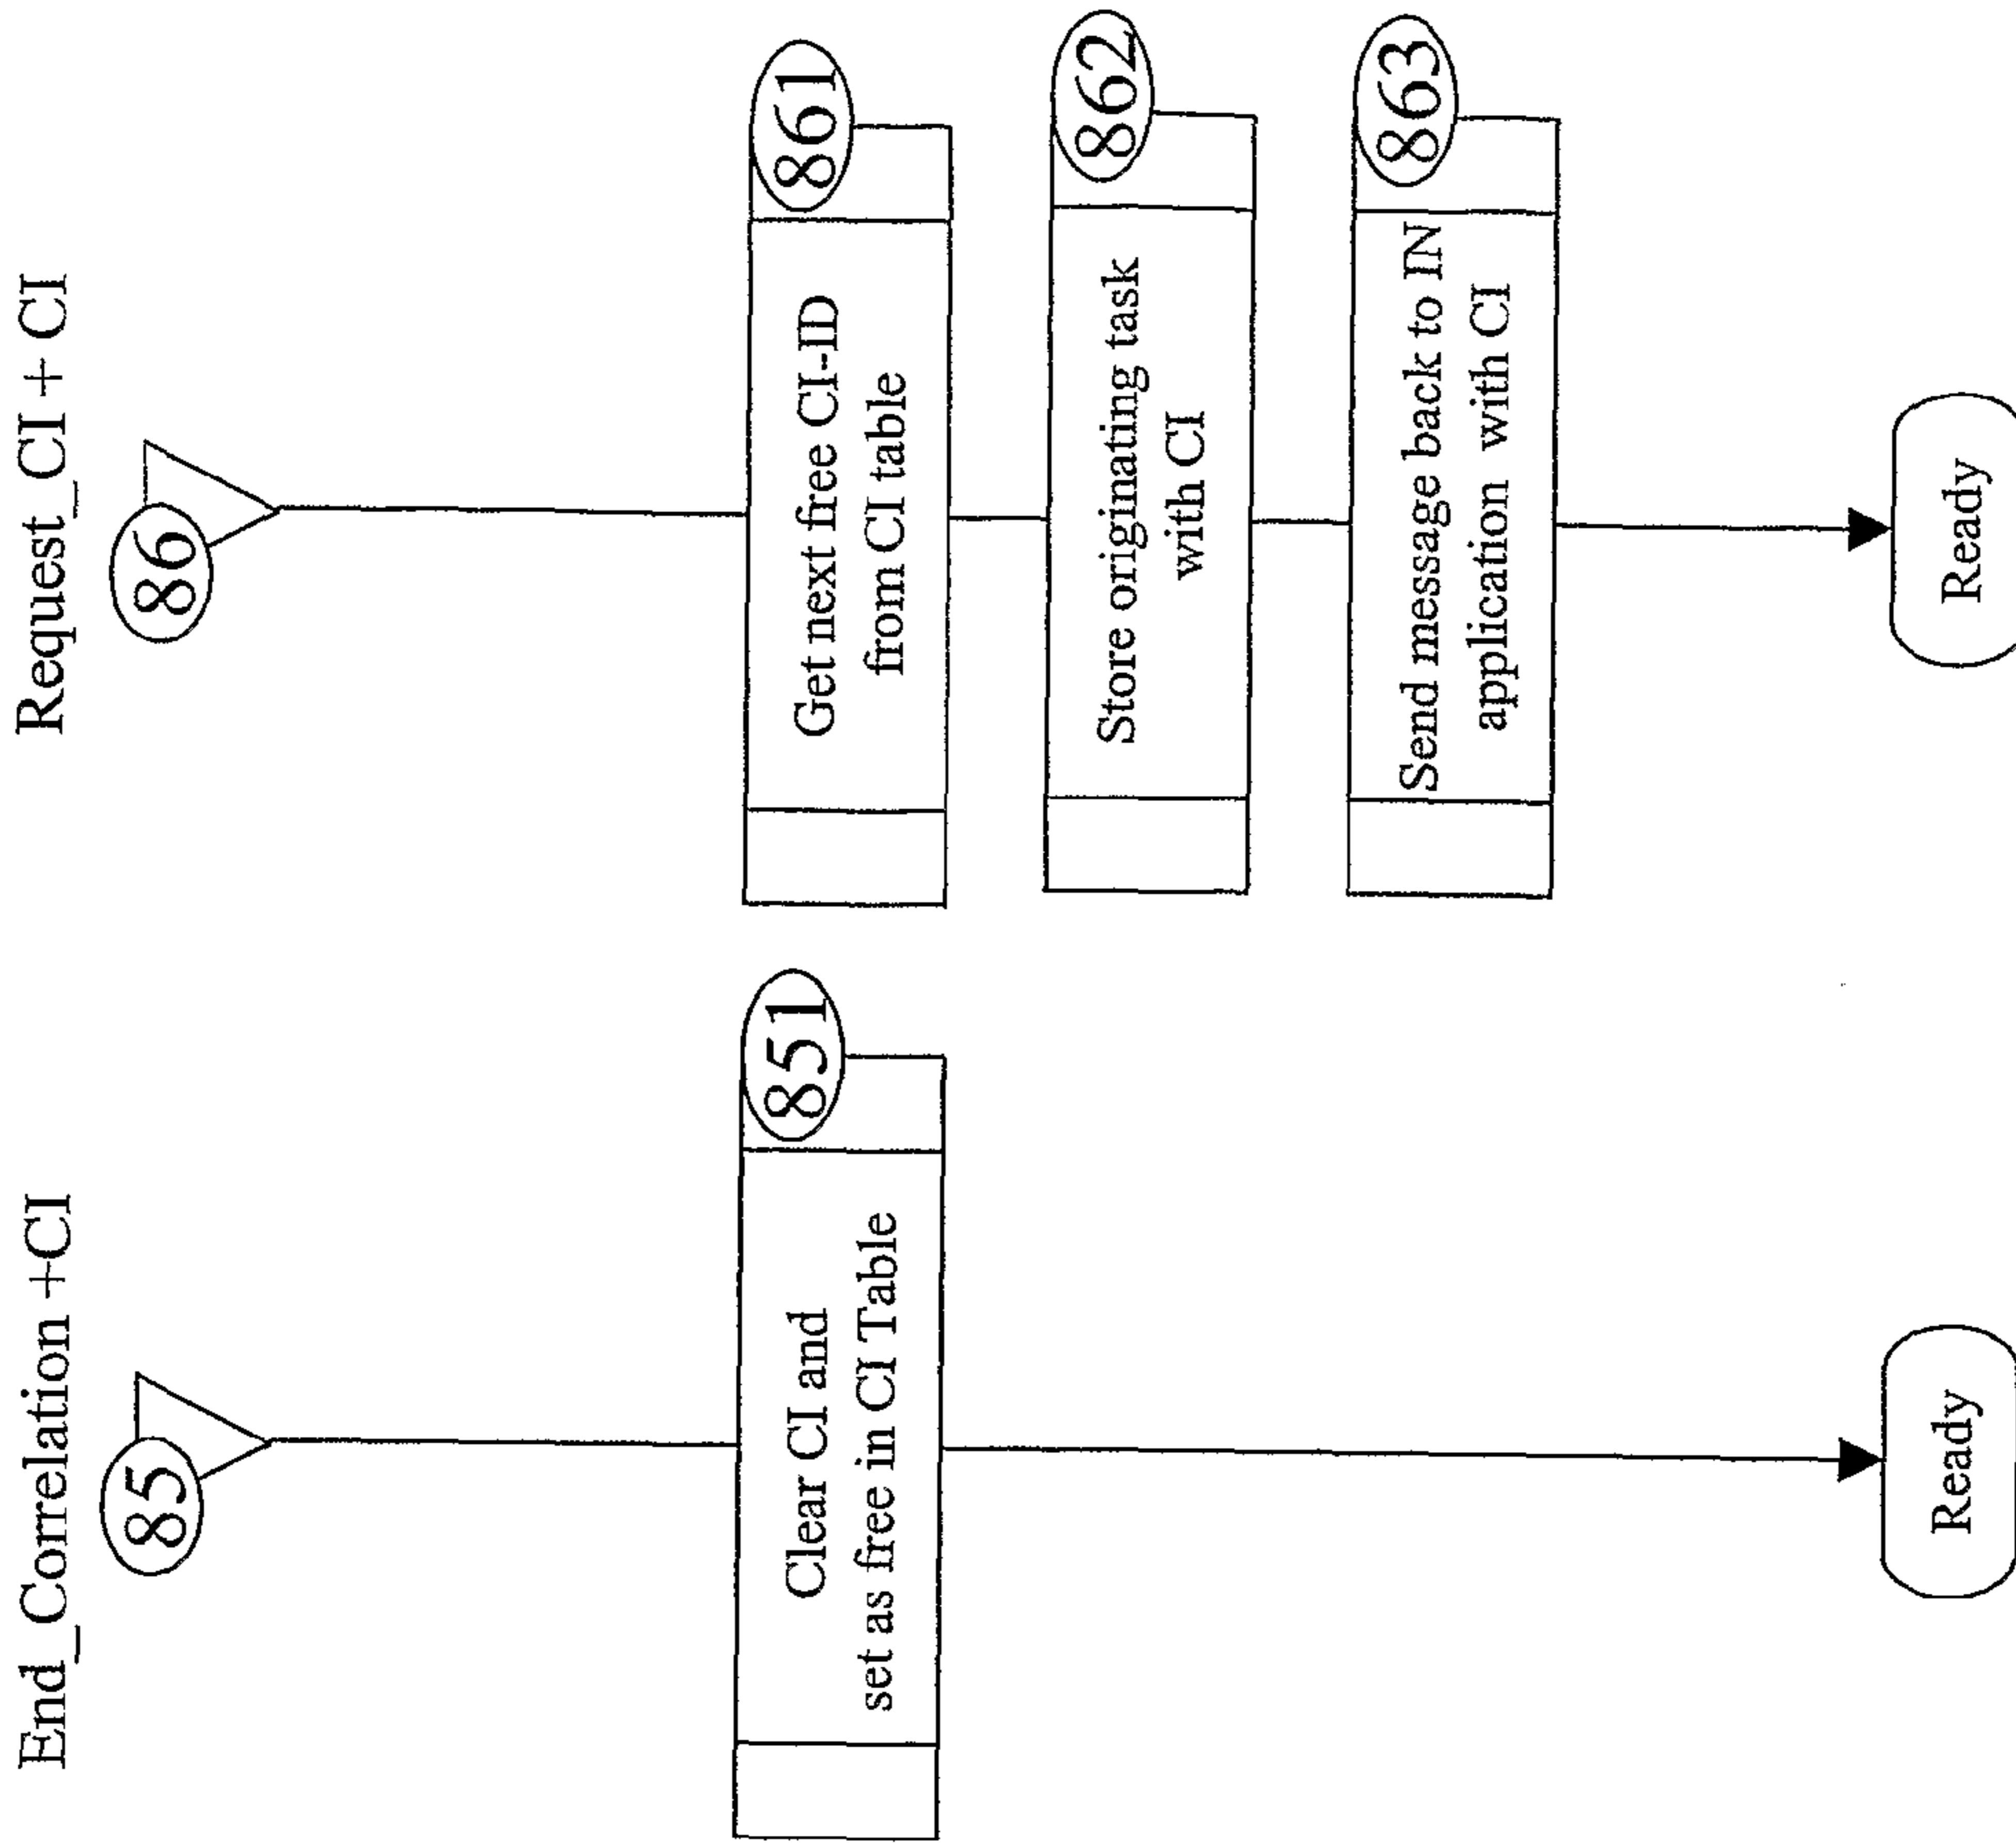 End_Correlation +CI
85
851
Clear CI and
set as free in CI Table
Ready
Request_CI + CI
86
861
Get next free CI-ID
from CI table
862
Store originating task
with CI
863
Send message back to IN
application with CI
Ready